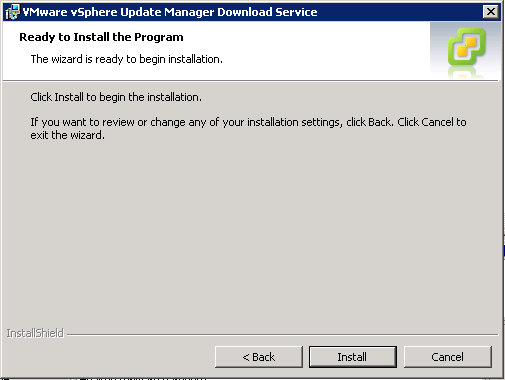 VMware vSphere Update Manager Download Service
Ready to Install the Program
The wizard is ready to begin installation.
Click Install to begin the installation.
If you want to review or change any of your installation settings, click Back. Click Cancel to
exit the wizard.
InstallShield
< Back
Install
Cancel